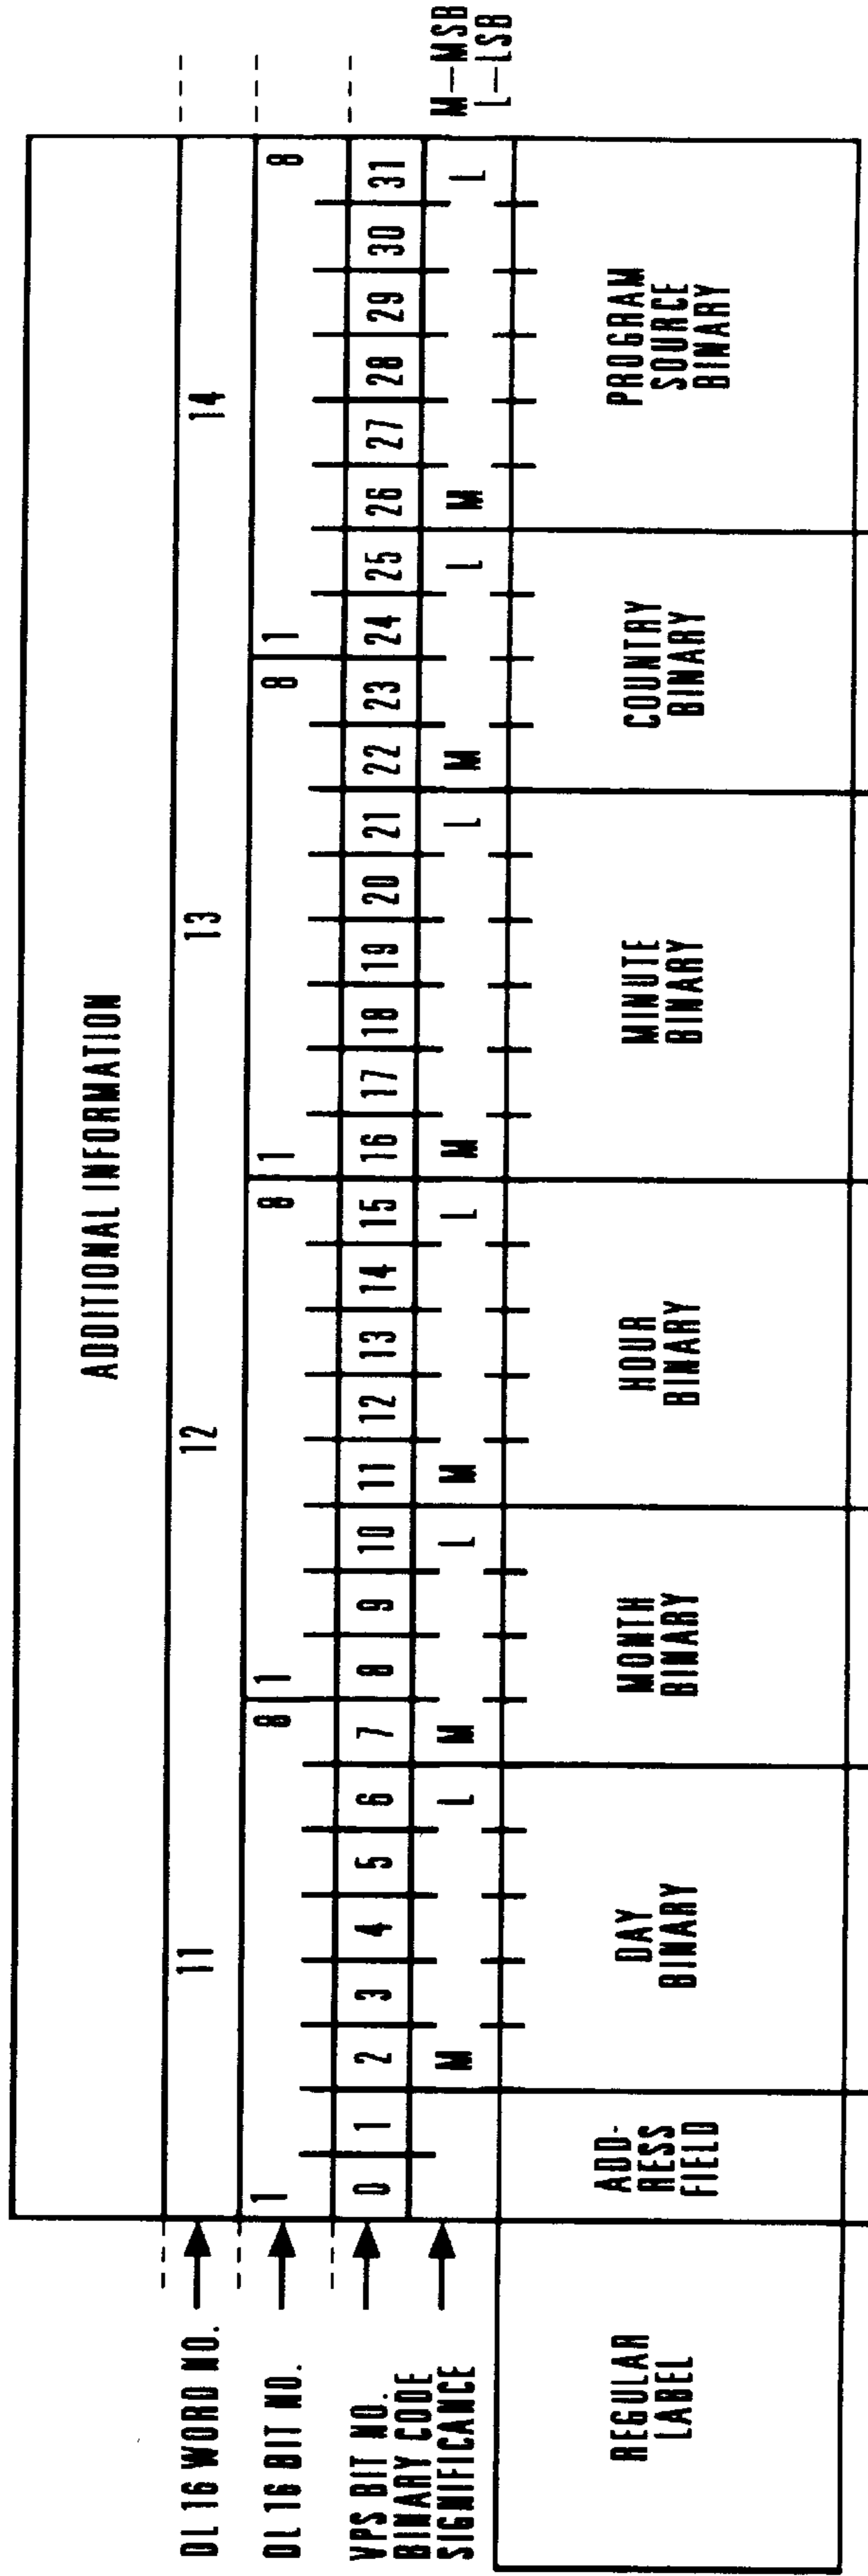 ADDITIONAL INFORMATION
DL 16 WORD NO.
11 12 13 14
DL 16 BIT NO.
1 8 1 8 1 8 1 8
VPS BIT NO.
0 1 2 3 4 5 6 7 8 9 10 11 12 13 14 15 16 17 18 19 20 21 22 23 24 25 26 27 28 29 30 31
BINARY CODE
SIGNIFICANCE
M L M L M L M L M L M L
M—MSB
L—LSB
REGULAR
LABEL
ADD-
RESS
FIELD
DAY
BINARY
MONTH
BINARY
HOUR
BINARY
MINUTE
BINARY
COUNTRY
BINARY
PROGRAM
SOURCE
BINARY